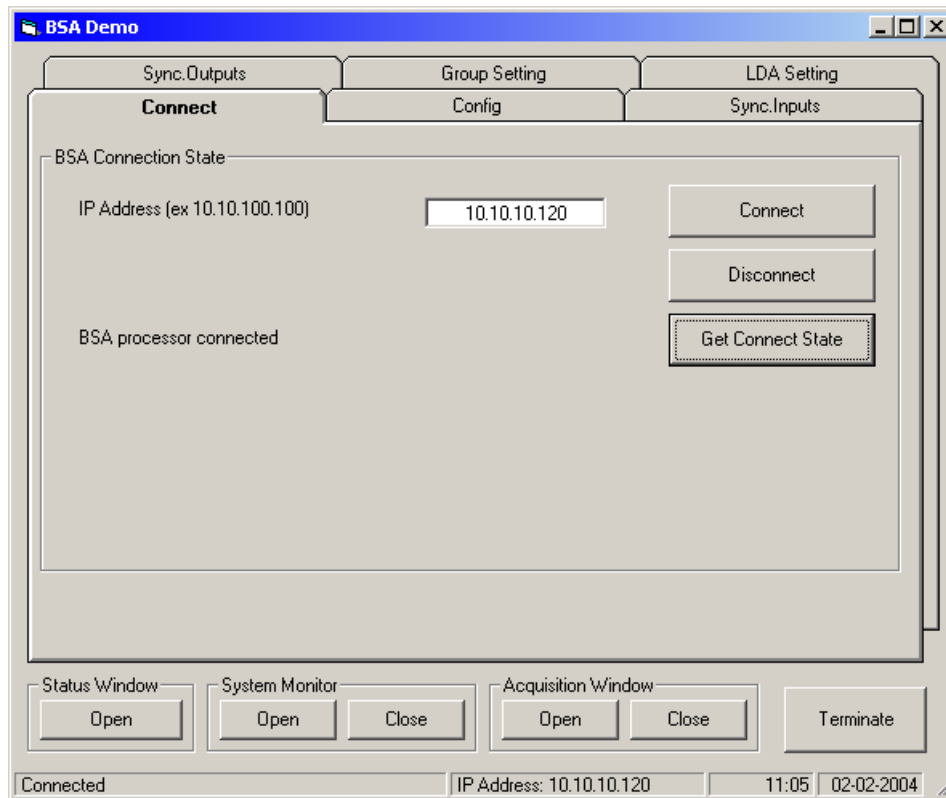 BSA Demo
Sync.Outputs
Group Setting
LDA Setting
Connect
Config
Sync.Inputs
BSA Connection State
IP Address (ex 10.10.100.100)
10.10.10.120
Connect
Disconnect
BSA processor connected
Get Connect State
Status Window
System Monitor
Acquisition Window
Open
Open
Close
Open
Close
Terminate
Connected
IP Address: 10.10.10.120
11:05
02-02-2004